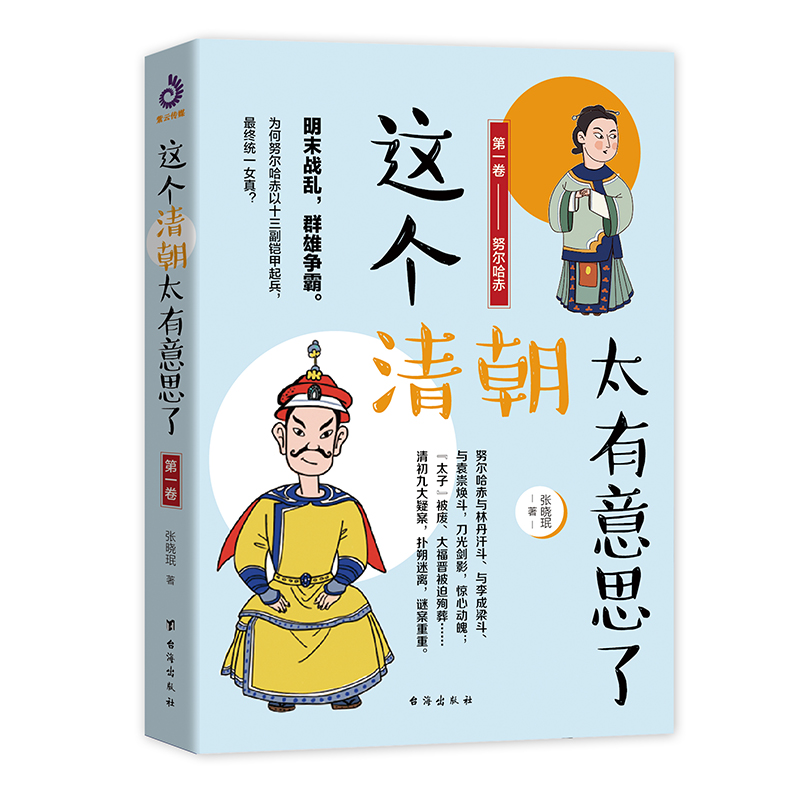 紫云传媒
这个清朝太有意思了
第一卷
张晓珉 著
台海出版社
这个
清朝
太有意思了
第一卷——努尔哈赤
明末战乱，群雄争霸。
为何努尔哈赤以十三副铠甲起兵，
最终统一女真？
张晓珉
—著—
努尔哈赤与林丹汗斗、与李成梁斗、
与袁崇焕斗，刀光剑影，惊心动魄；
『太子』被废、大福晋被迫殉葬……
清初九大疑案，扑朔迷离，谜案重重。
台海出版社